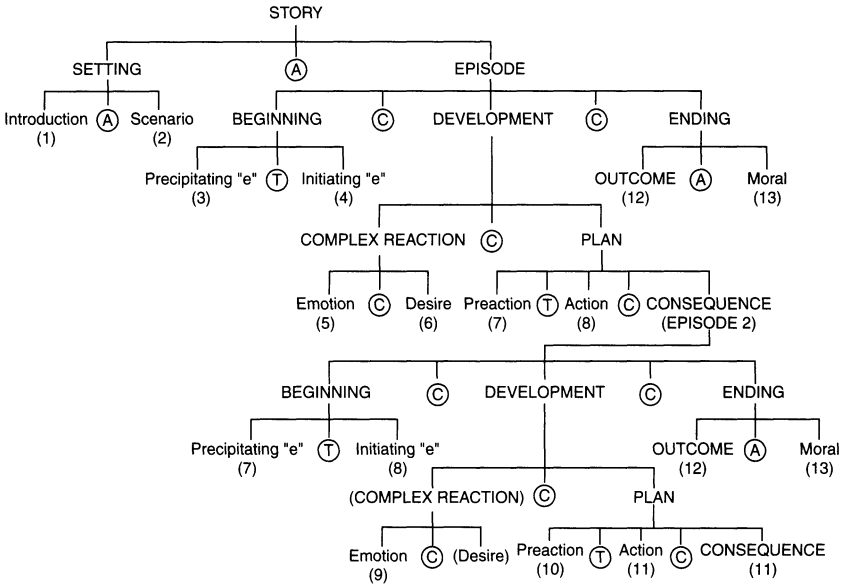 STORY
SETTING Ⓐ EPISODE
Introduction Ⓐ Scenario BEGINNING Ⓒ DEVELOPMENT Ⓒ ENDING
(1) (2)
Precipitating "e" Ⓣ Initiating "e" OUTCOME Ⓐ Moral
(3) (4) (12) (13)
COMPLEX REACTION Ⓒ PLAN
Emotion Ⓒ Desire Preaction Ⓣ Action Ⓒ CONSEQUENCE
(5) (6) (7) (8) (EPISODE 2)
BEGINNING Ⓒ DEVELOPMENT Ⓒ ENDING
Precipitating "e" Ⓣ Initiating "e" OUTCOME Ⓐ Moral
(7) (8) (12) (13)
(COMPLEX REACTION) Ⓒ PLAN
Emotion Ⓒ (Desire) Preaction Ⓣ Action Ⓒ CONSEQUENCE
(9) (10) (11) (11)